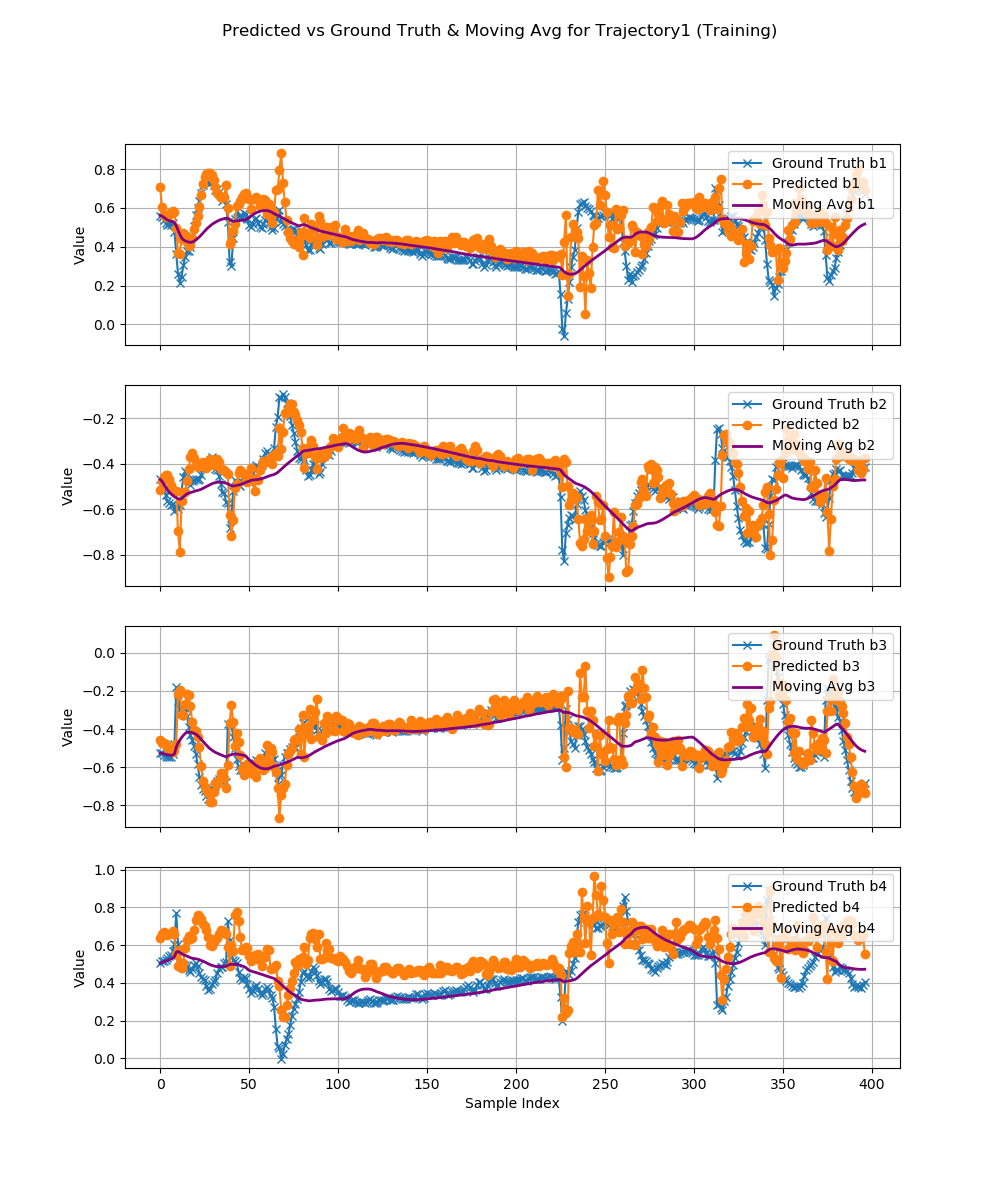 Predicted vs Ground Truth & Moving Avg for Trajectory1 (Training)
0.8
0.6
0.4
0.2
0.0
Value
Ground Truth b1
Predicted b1
Moving Avg b1
−0.2
−0.4
−0.6
−0.8
Value
Ground Truth b2
Predicted b2
Moving Avg b2
0.0
−0.2
−0.4
−0.6
−0.8
Value
Ground Truth b3
Predicted b3
Moving Avg b3
1.0
0.8
0.6
0.4
0.2
0.0
Value
Ground Truth b4
Predicted b4
Moving Avg b4
0 50 100 150 200 250 300 350 400
Sample Index